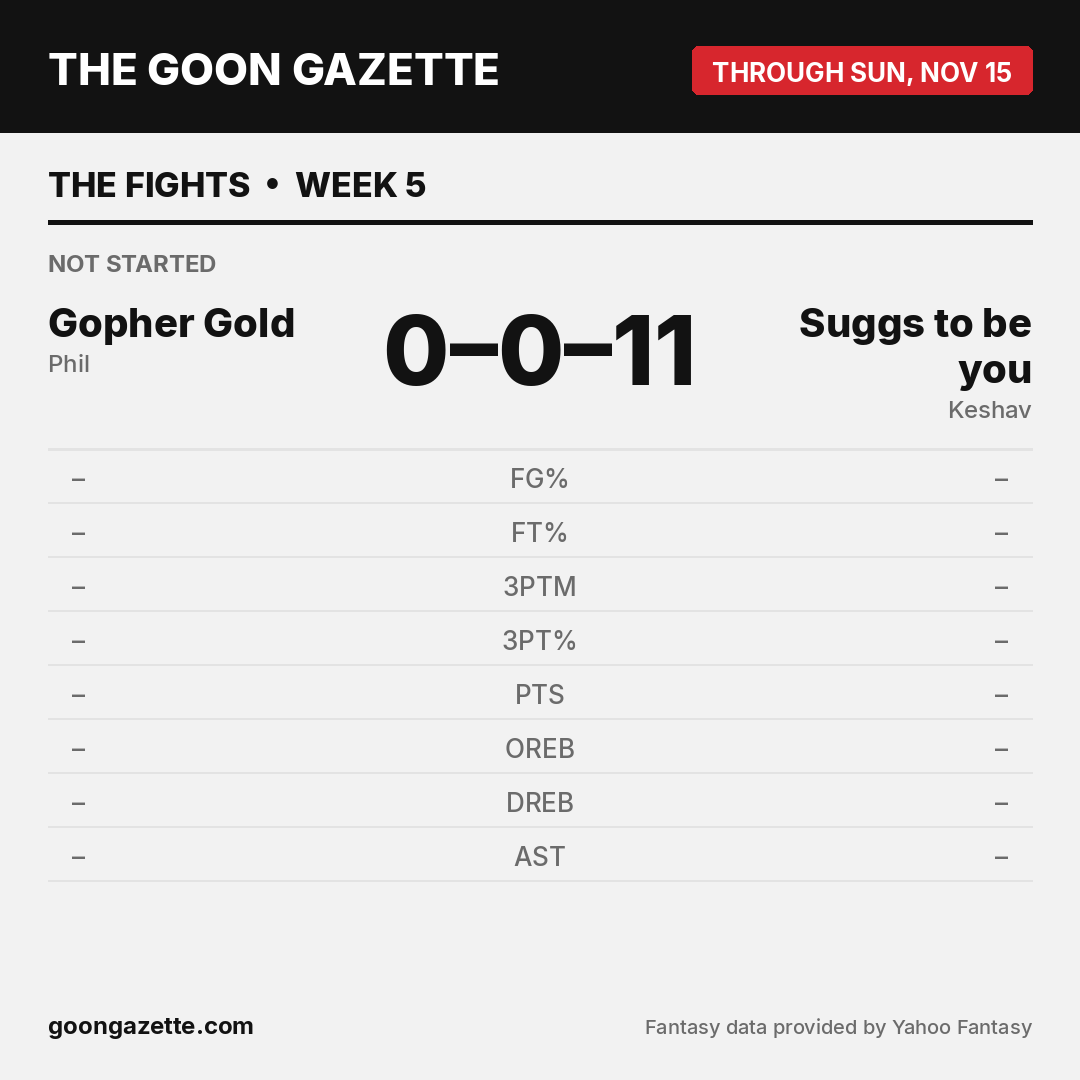 THE GOON GAZETTE
THROUGH SUN, NOV 15
THE FIGHTS • WEEK 5
NOT STARTED
Gopher Gold
Phil
0–0–11
Suggs to be
you
Keshav
– FG% –
– FT% –
– 3PTM –
– 3PT% –
– PTS –
– OREB –
– DREB –
– AST –
goongazette.com
Fantasy data provided by Yahoo Fantasy